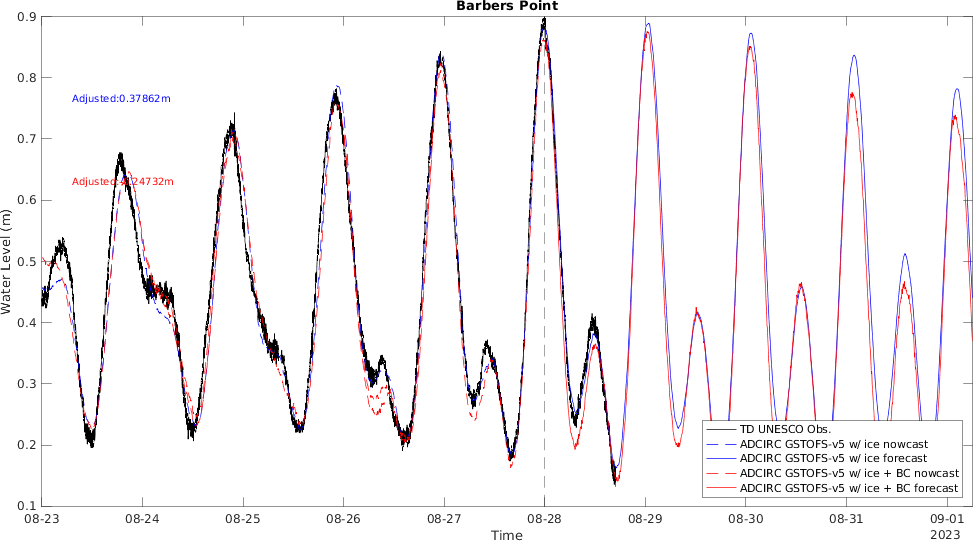 Barbers Point
0.9
0.8
0.7
0.6
0.5
0.4
0.3
0.2
0.1
Water Level (m)
Adjusted:0.37862m
Adjusted:
TD UNESCO Obs.
ADCIRC GSTOFS-v5 w/ ice nowcast
ADCIRC GSTOFS-v5 w/ ice forecast
ADCIRC GSTOFS-v5 w/ ice + BC nowcast
ADCIRC GSTOFS-v5 w/ ice + BC forecast
08-23 08-24 08-25 08-26 08-27 08-28 08-29 08-30 08-31 09-01
2023
Time